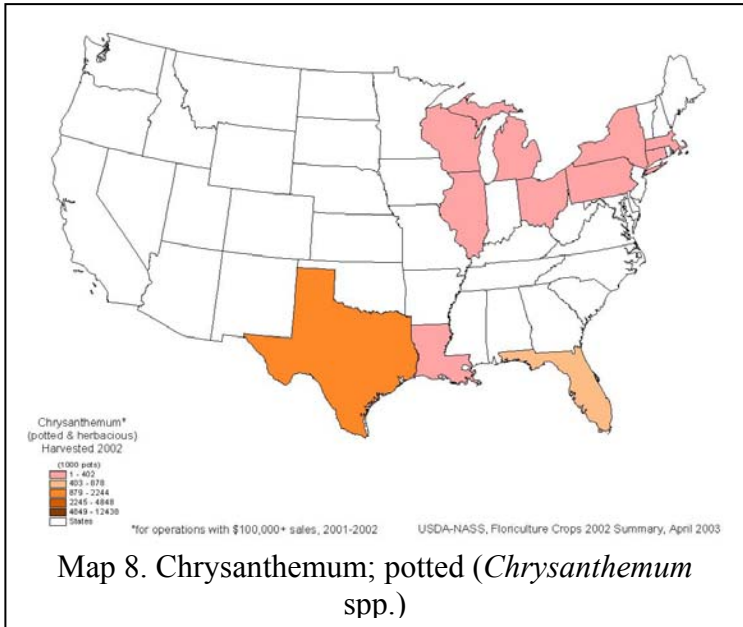 Chrysanthemum*
(potted & herbacious)
Harvested 2002
(1000 pots)
1 - 402
403 - 878
879 - 2244
2245 - 4848
4849 - 12438
States
*for operations with $100,000+ sales, 2001-2002
USDA-NASS, Floriculture Crops 2002 Summary, April 2003
Map 8. Chrysanthemum; potted (Chrysanthemum
spp.)